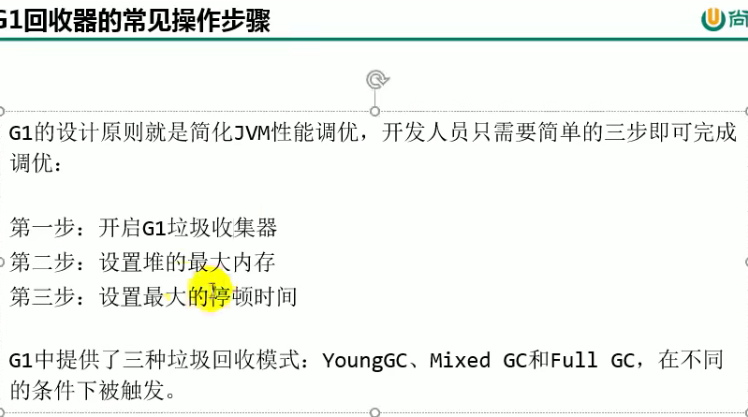 G1回收器的常见操作步骤
尚
G1的设计原则就是简化JVM性能调优，开发人员只需要简单的三步即可完成
调优：
第一步：开启G1垃圾收集器
第二步：设置堆的最大内存
第三步：设置最大的停顿时间
G1中提供了三种垃圾回收模式：YoungGC、Mixed GC和Full GC，在不同
的条件下被触发。